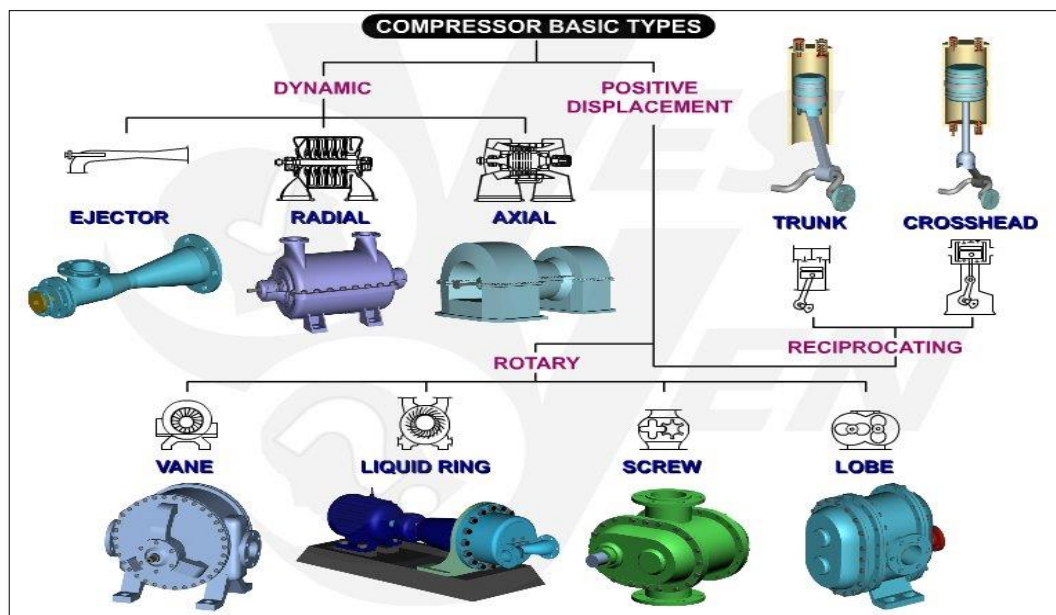 COMPRESSOR BASIC TYPES
DYNAMIC
POSITIVE
DISPLACEMENT
EJECTOR
RADIAL
AXIAL
TRUNK
CROSSHEAD
RECIPROCATING
ROTARY
VANE
LIQUID RING
SCREW
LOBE